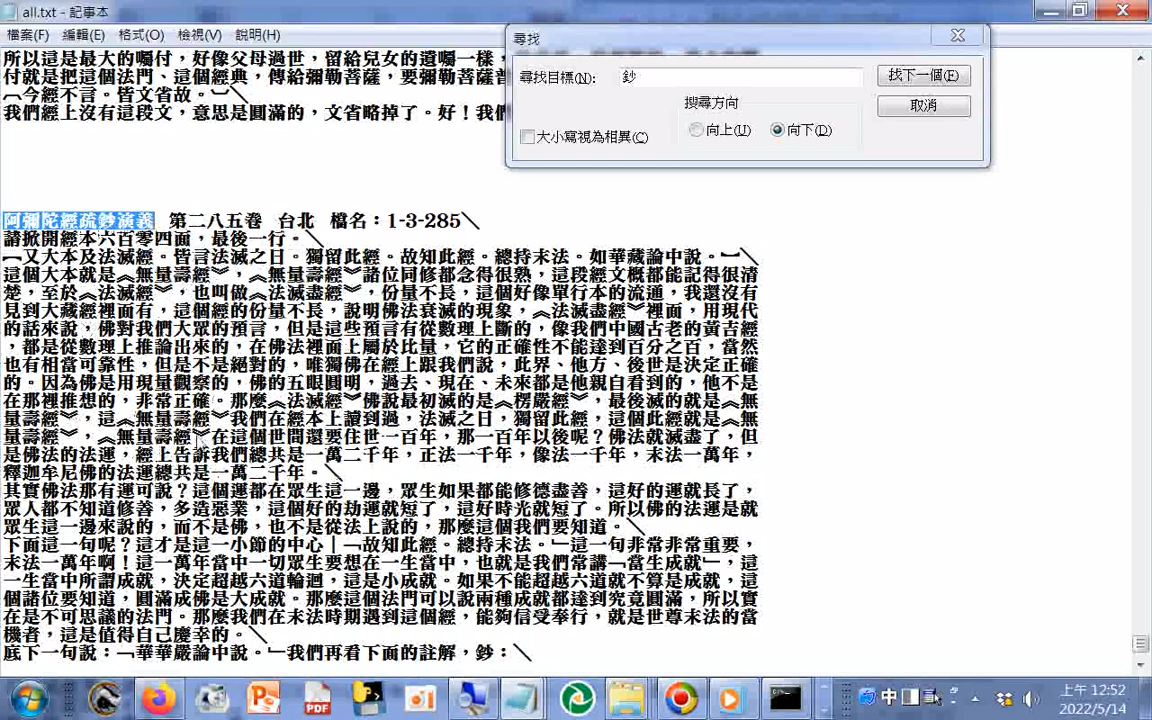 all.txt - 記事本
檔案(F) 編輯(E) 格式(O) 檢視(V) 說明(H)
所以這是最大的囑付，好像父母過世，留給兒女的遺囑一樣，
付就是把這個法門、這個經典，傳給彌勒菩薩，要彌勒菩薩
︹今經不言。皆文省故。︺╲
我們經上沒有這段文，意思是圓滿的，文省略掉了。好！我
尋找
尋找目標(N): 鈔
找下一個(F)
搜尋方向
取消
大小寫視為相異(C) 向上(U) 向下(D)
阿彌陀經疏鈔演義 第二八五卷 台北 檔名：1-3-285╲
諸掀開經本六百零四面，最後一行。╲
︹又大本及法滅經。皆言法滅之日。獨留此經。故知此經。總持末法。如華藏論中說。︺╲
這個大本就是︽無量壽經︾，︽無量壽經︾諸位同修都念得很熟，這段經文概都能記得很清
楚，至於︽法滅經︾，也叫做︽法滅盡經︾，份量不長，這個好像單行本的流通，我還沒有
見到大藏經裡面有，這個經的份量不長，說明佛法衰滅的現象，︽法滅盡經︾裡面，用現代
的話來說，佛對我們大眾的預言，但是這些預言有從數理上斷的，像我們中國古老的黃吉經
，都是從數理上推論出來的，在佛法裡面上屬於比量，它的正確性不能達到百分之百，當然
也有相當可靠性，但是不是絕對的，唯獨佛在經上跟我們說，此界、他方、後世是決定正確
的。因為佛是用現量觀察的，佛的五眼圓明，過去、現在、未來都是他親自看到的，他不是
在那裡推想的，非常正確。那麼︽法滅經︾佛說最初滅的是︽楞嚴經︾，最後滅的就是︽無
量壽經︾，這︽無量壽經︾我們在經本上讀到過，法滅之日，獨留此經，這個此經就是︽無
量壽經︾，︽無量壽經︾在這個世間還要住世一百年，那一百年以後呢？佛法就滅盡了，但
是佛法的法運，經上告訴我們總共是一萬二千年，正法一千年，像法一千年，末法一萬年，
釋迦牟尼佛的法運總共是一萬二千年。╲
其實佛法那有運可說？這個運都在眾生這一邊，眾生如果都能修德盡善，這好的運就長了，
眾人都不知道修善，多造惡業，這個好的劫運就短了，這好時光就短了。所以佛的法運是就
眾生這一邊來說的，而不是佛，也不是從法上說的，那麼這個我們要知道。╲
下面這一句呢？這才是這一小節的中心｜﹁故知此經。總持末法。﹂這一句非常非常重要，
末法一萬年啊！這一萬年當中一切眾生要想在一生當中，也就是我們常講﹁當生成就﹂，這
一生當中所謂成就，決定超越六道輪迴，這是小成就。如果不能超越六道就不算是成就，這
個諸位要知道，圓滿成佛是大成就。那麼這個法門可以說兩種成就都達到究竟圓滿，所以實
在是不可思議的法門。那麼我們在末法時期遇到這個經，能夠信受奉行，就是世尊末法的當
機者，這是值得自己慶幸的。╲
底下一句說：﹁華華嚴論中說。﹂我們再看下面的註解，鈔：╲
中
上午 12:52
2022/5/14